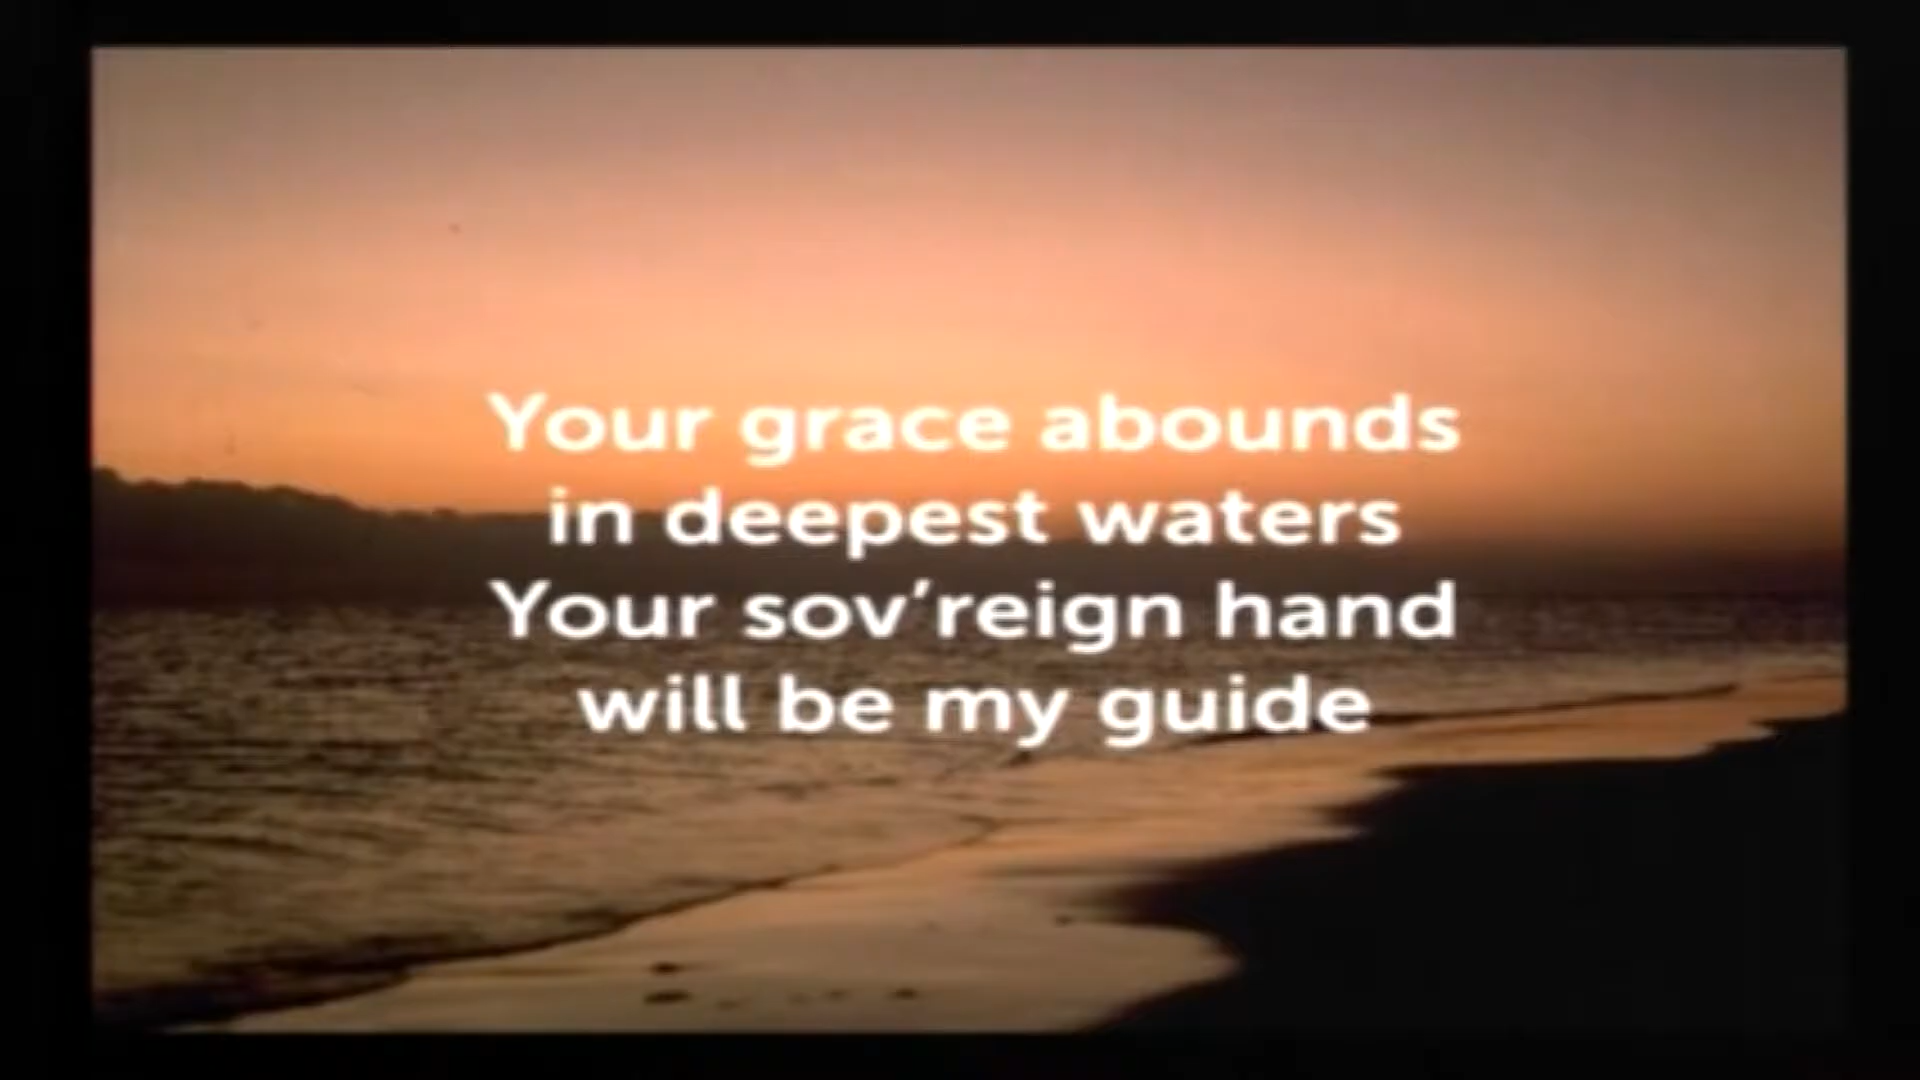 Your grace abounds
in deepest waters
Your sov’reign hand
will be my guide